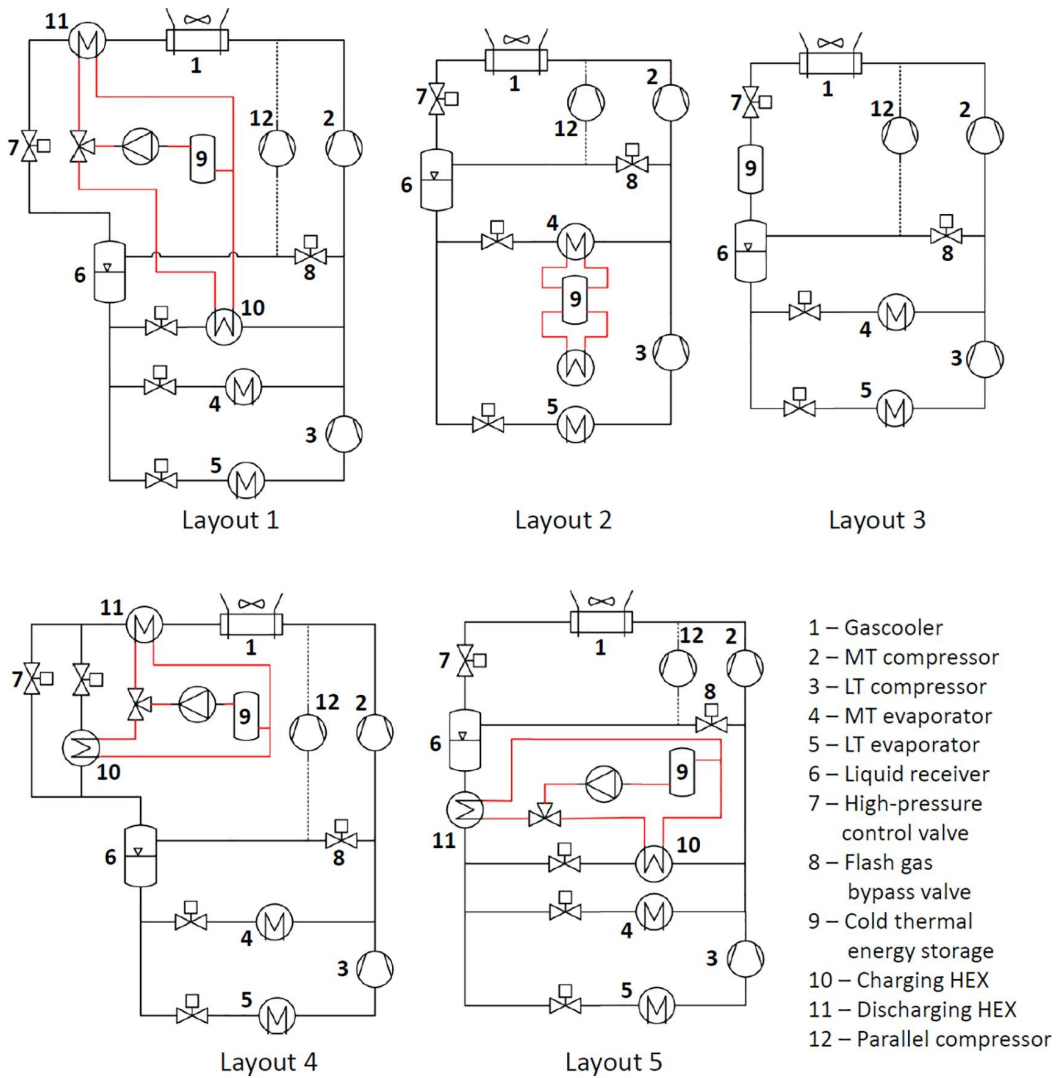 11
1
2
12
7
9
8
6
10
4
3
5
Layout 1
1
2
7
12
6
8
4
9
3
5
Layout 2
1
2
7
12
9
8
6
4
3
5
Layout 3
11
1
7
12
2
9
10
8
6
4
3
5
Layout 4
1
12
2
7
8
6
9
11
10
4
3
5
Layout 5
1 – Gascooler
2 – MT compressor
3 – LT compressor
4 – MT evaporator
5 – LT evaporator
6 – Liquid receiver
7 – High-pressure
control valve
8 – Flash gas
bypass valve
9 – Cold thermal
energy storage
10 – Charging HEX
11 – Discharging HEX
12 – Parallel compressor